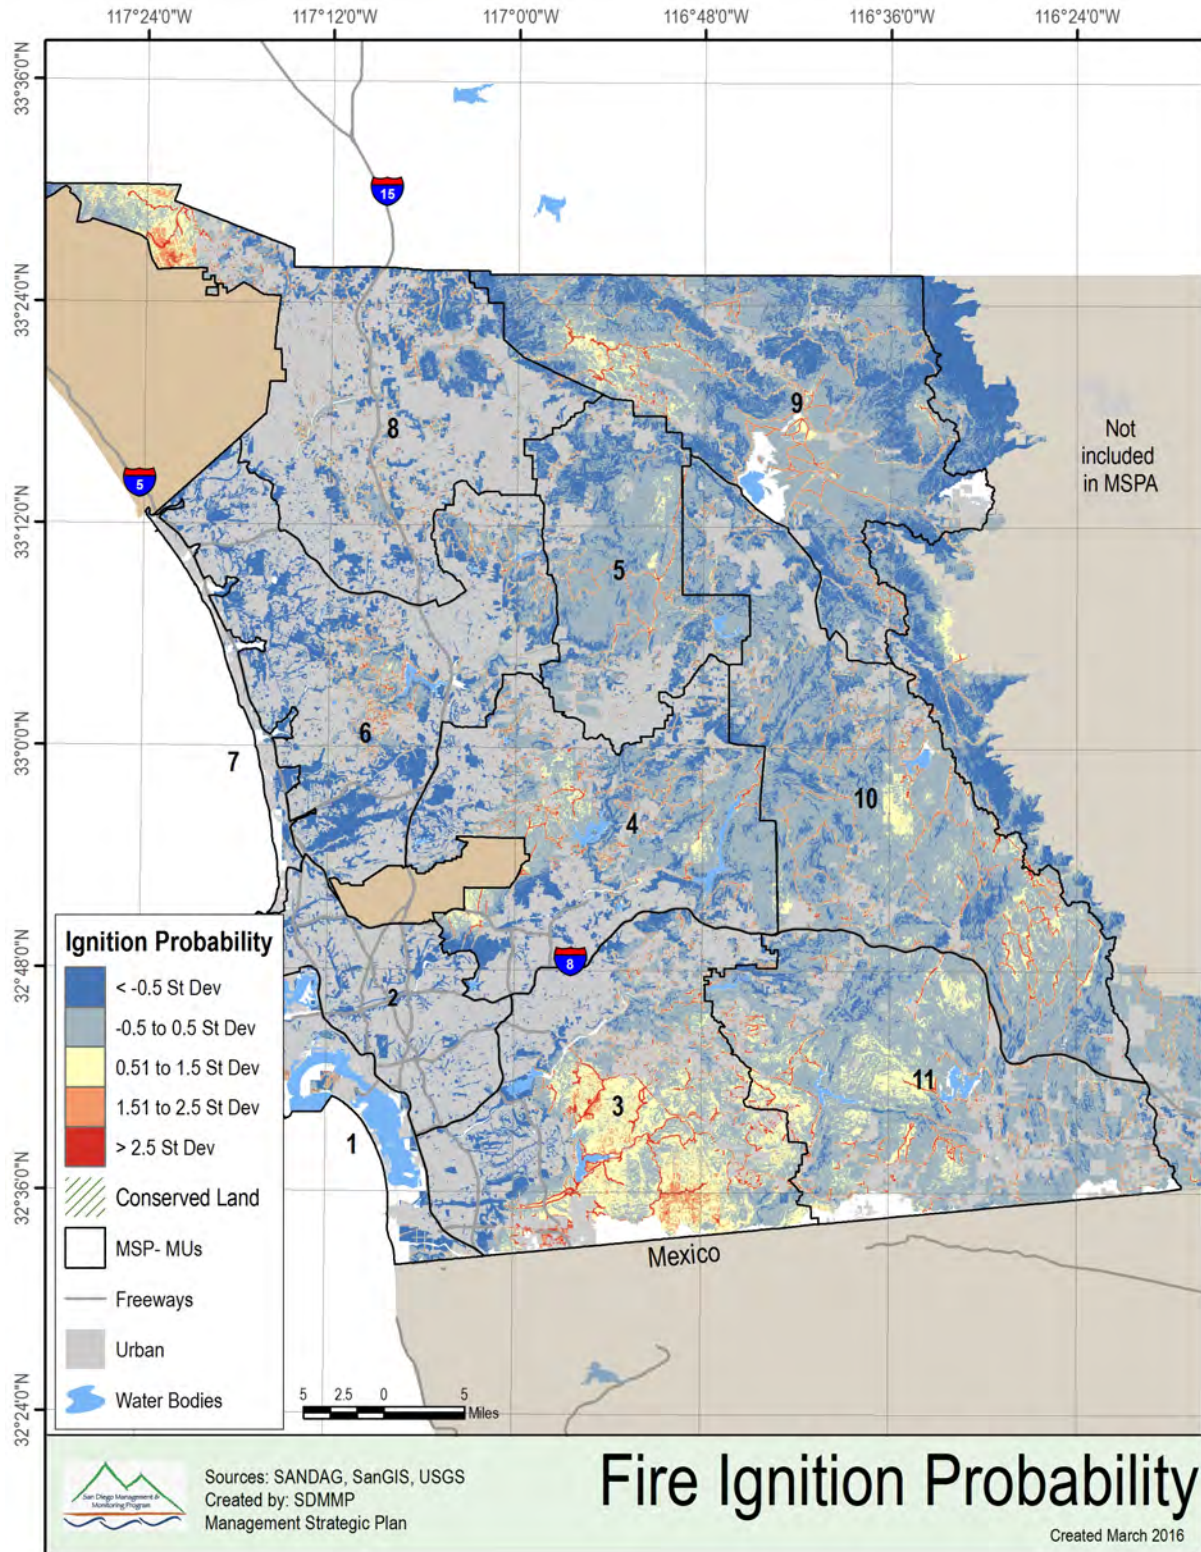 117°24'0"W
117°12'0"W
117°0'0"W
116°48'0"W
116°36'0"W
116°24'0"W
33°36'0"N
33°24'0"N
33°12'0"N
33°0'0"N
32°48'0"N
32°36'0"N
32°24'0"N
15
9
8
Not
included
in MSPA
5
5
6
7
10
4
8
2
11
3
1
Mexico
Ignition Probability
< -0.5 St Dev
-0.5 to 0.5 St Dev
0.51 to 1.5 St Dev
1.51 to 2.5 St Dev
> 2.5 St Dev
Conserved Land
MSP- MUs
Freeways
Urban
Water Bodies
5 2.5 0 5
Miles
San Diego Management &
Monitoring Program
Sources: SANDAG, SanGIS, USGS
Created by: SDMMP
Management Strategic Plan
Fire Ignition Probability
Created March 2016